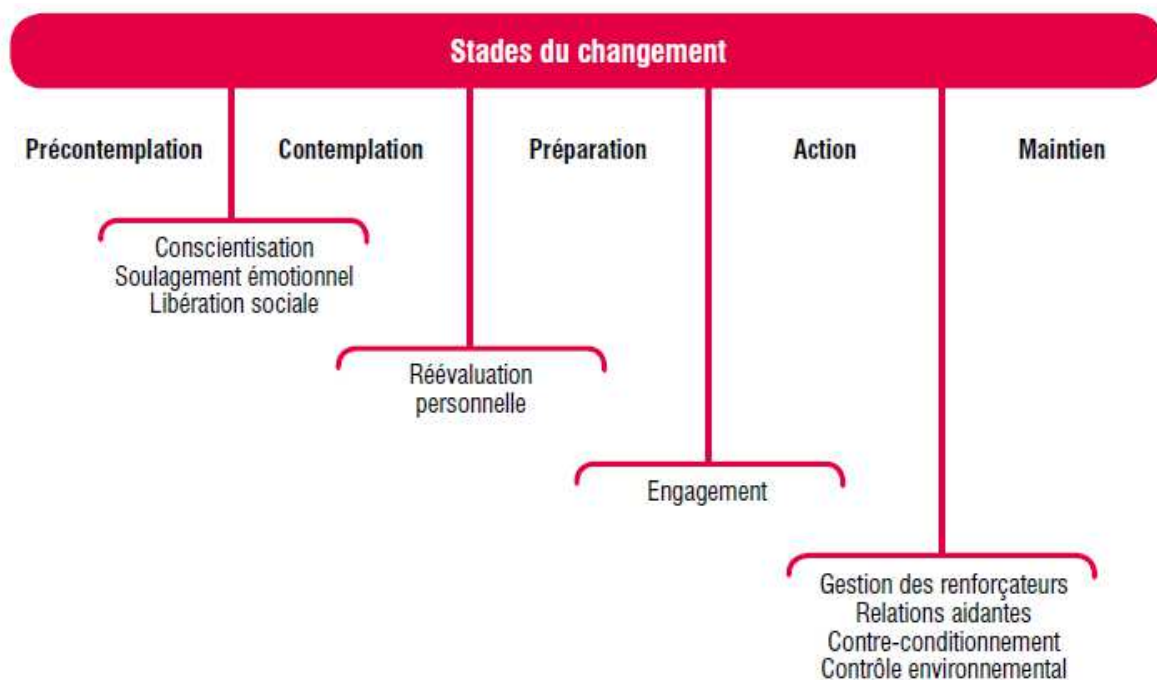 Stades du changement
Précontemplation
Contemplation
Préparation
Action
Maintien
Conscientisation
Soulagement émotionnel
Libération sociale
Réévaluation
personnelle
Engagement
Gestion des renforçateurs
Relations aidantes
Contre-conditionnement
Contrôle environnemental